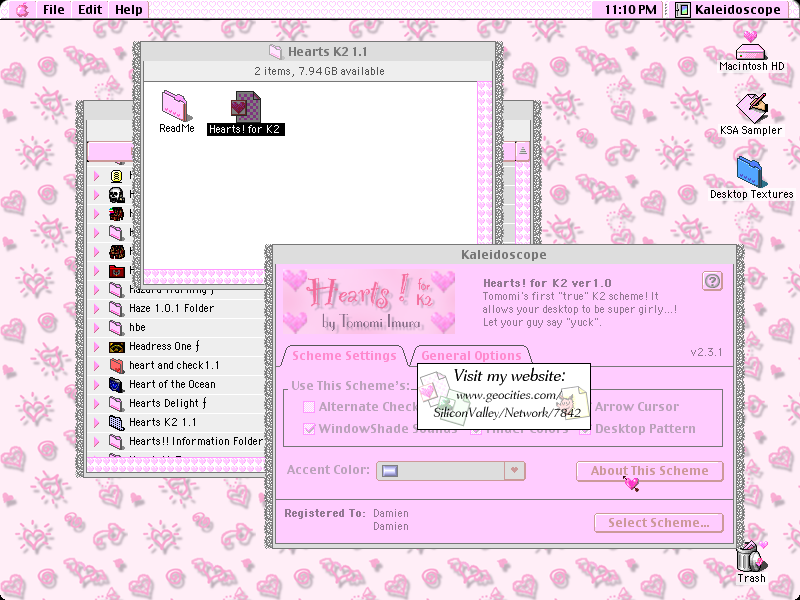 File Edit Help
11:10 PM
Kaleidoscope
Hearts K2 1.1
2 items, 7.94 GB available
ReadMe
Hearts! for K2
Macintosh HD
KSA Sampler
Desktop Textures
Haze 1.0.1 Folder
hbe
Headress One ƒ
heart and check1.1
Heart of the Ocean
Hearts Delight ƒ
Hearts K2 1.1
Hearts!! Information Folder
Kaleidoscope
Hearts! for K2
by Tomomi Imura
Hearts! for K2 ver1.0
Tomomi's first "true" K2 scheme! It
allows your desktop to be super girly...!
Let your guy say "yuck".
v2.3.1
Scheme Settings
General Options
Use This Scheme's:
Alternate Check
Arrow Cursor
WindowShade Sounds
Finder Colors
Desktop Pattern
Visit my website:
www.geocities.com/
SiliconValley/Network/7842
Accent Color:
About This Scheme
Registered To: Damien
Damien
Select Scheme...
Trash